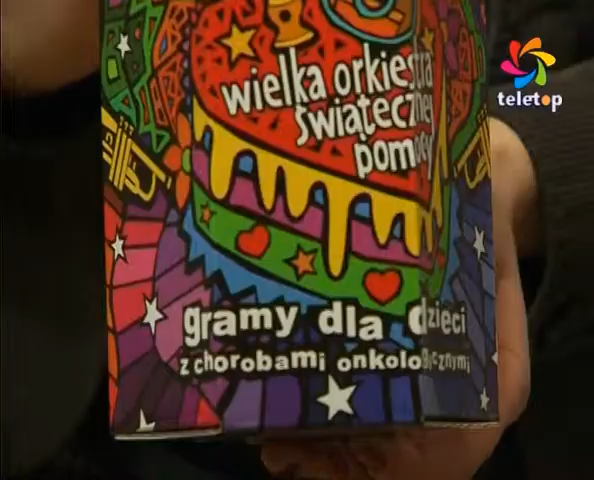 teletop
wielka orkiestra
świątecznej
pomocy
gramy dla dzieci
z chorobami onkologicznymi